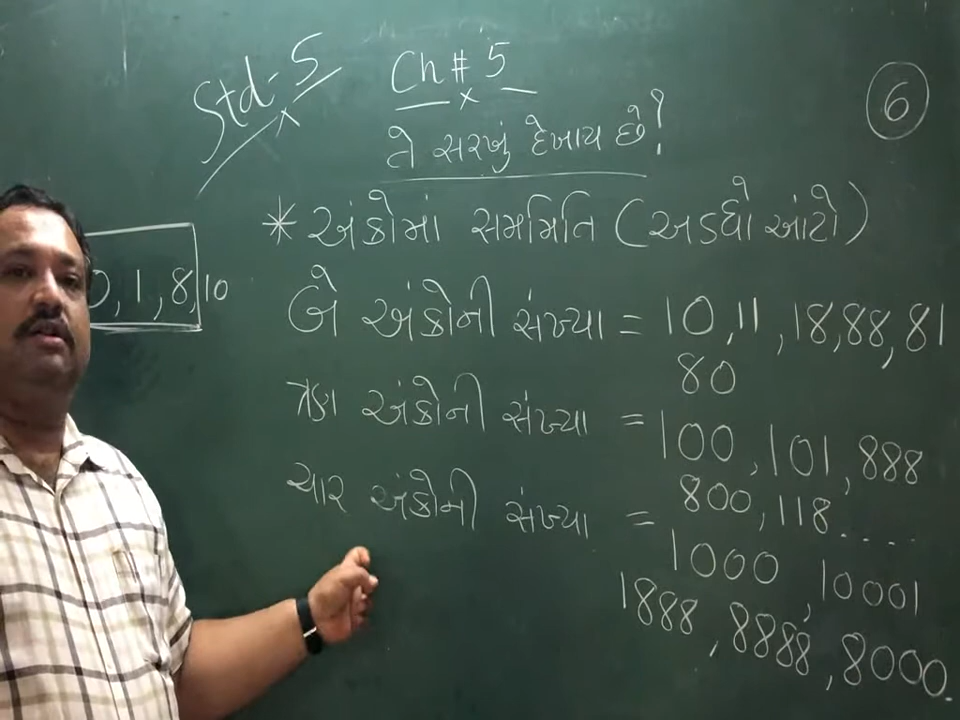 Std-5
Ch # 5
6
તે સરખું દેખાય છે!
* અંકોમાં સમમિતિ (અડધો આંટો)
0, 1, 8, 10
બે અંકોની સંખ્યા = 10, 11, 18, 88, 81
80
ત્રણ અંકોની સંખ્યા = 100, 101, 888
800, 118 .....
ચાર અંકોની સંખ્યા = 1000, 10001
1888, 8888, 8000.